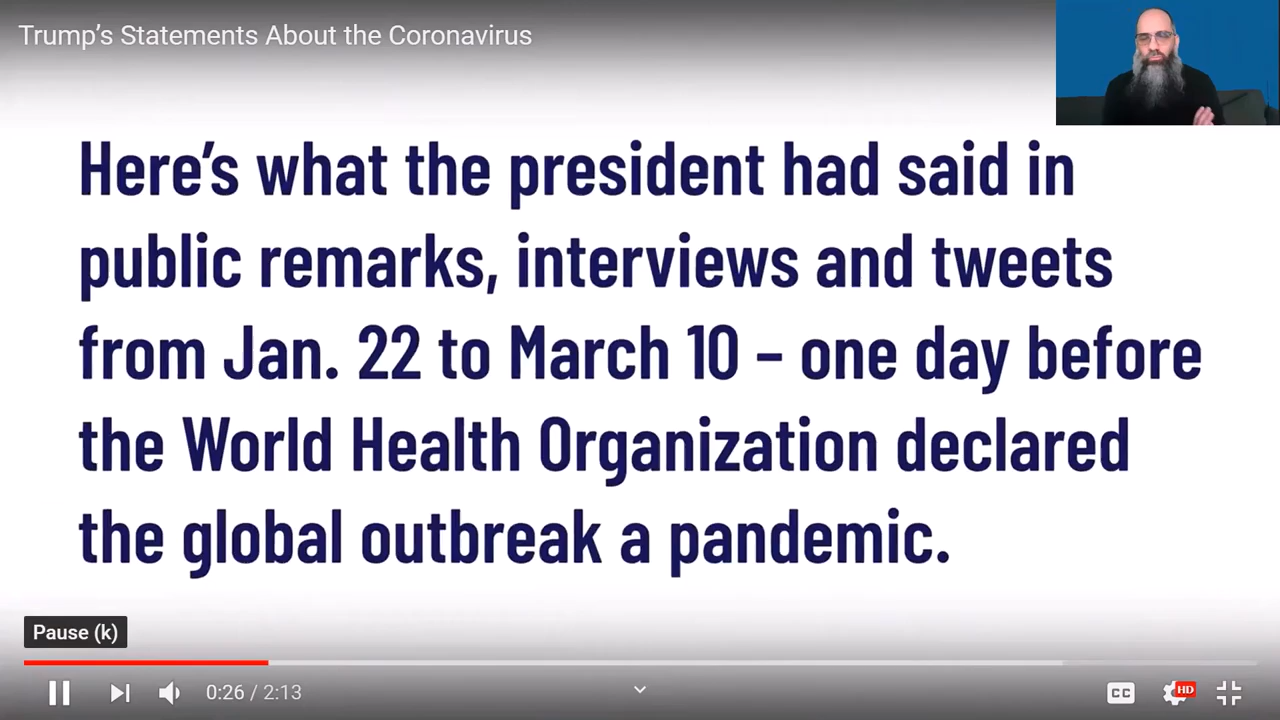 Trump’s Statements About the Coronavirus
Here’s what the president had said in
public remarks, interviews and tweets
from Jan. 22 to March 10 – one day before
the World Health Organization declared
the global outbreak a pandemic.
Pause (k)
0:26 / 2:13
CC
HD